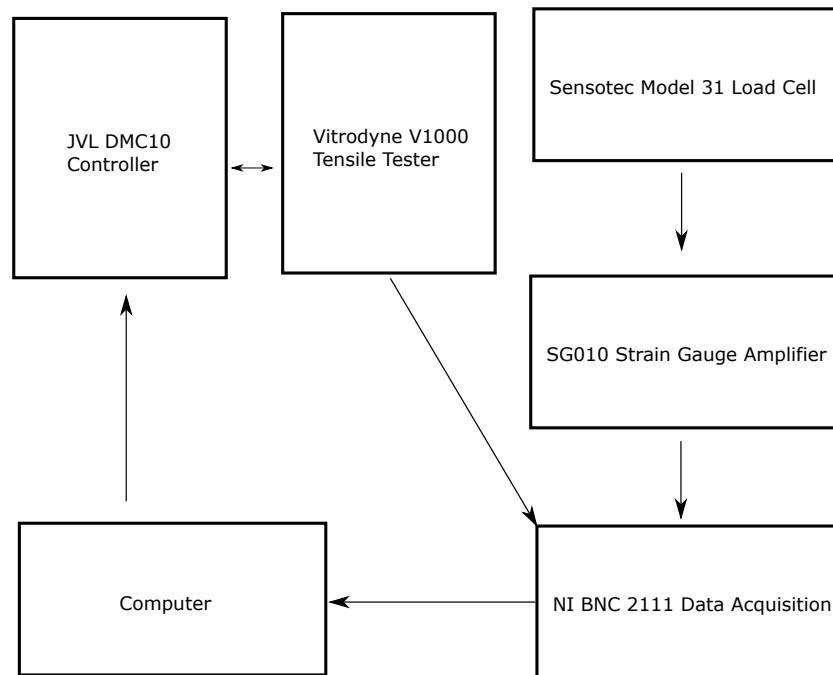 JVL DMC10
Controller
Vitrodyne V1000
Tensile Tester
Sensotec Model 31 Load Cell
SG010 Strain Gauge Amplifier
Computer
NI BNC 2111 Data Acquisition